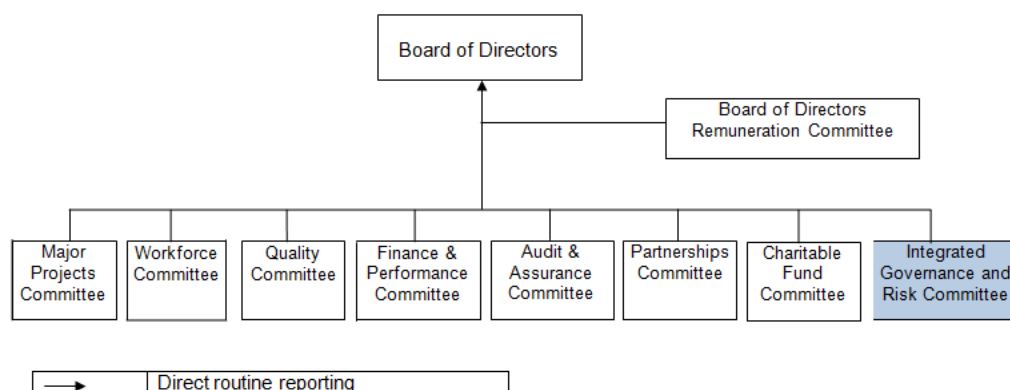 Board of Directors
Board of Directors
Remuneration Committee
Major
Projects
Committee
Workforce
Committee
Quality
Committee
Finance &
Performance
Committee
Audit &
Assurance
Committee
Partnerships
Committee
Charitable
Fund
Committee
Integrated
Governance and
Risk Committee
Direct routine reporting